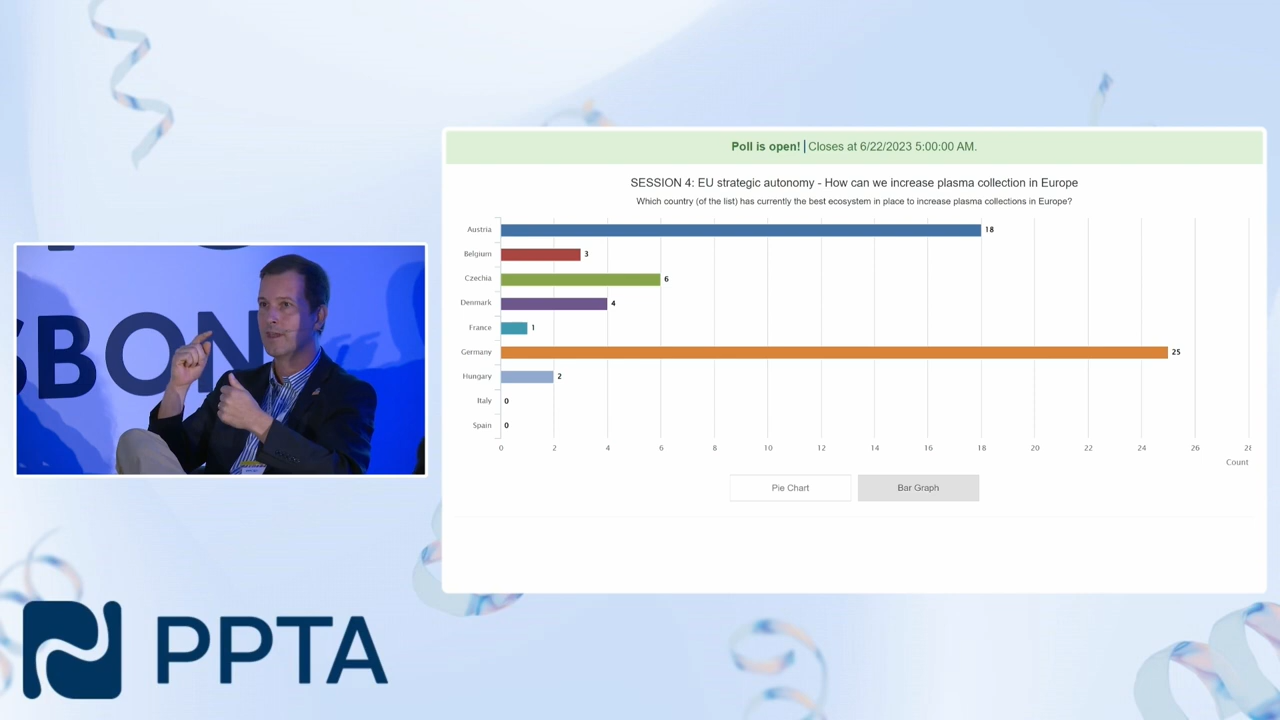 Poll is open! | Closes at 6/22/2023 5:00:00 AM.
SESSION 4: EU strategic autonomy - How can we increase plasma collection in Europe
Which country (of the list) has currently the best ecosystem in place to increase plasma collections in Europe?
Austria 18
Belgium 3
Czechia 6
Denmark 4
France 1
Germany 25
Hungary 2
Italy 0
Spain 0
0 2 4 6 8 10 12 14 16 18 20 22 24 26
Count
Pie Chart Bar Graph
SBON
PPTA